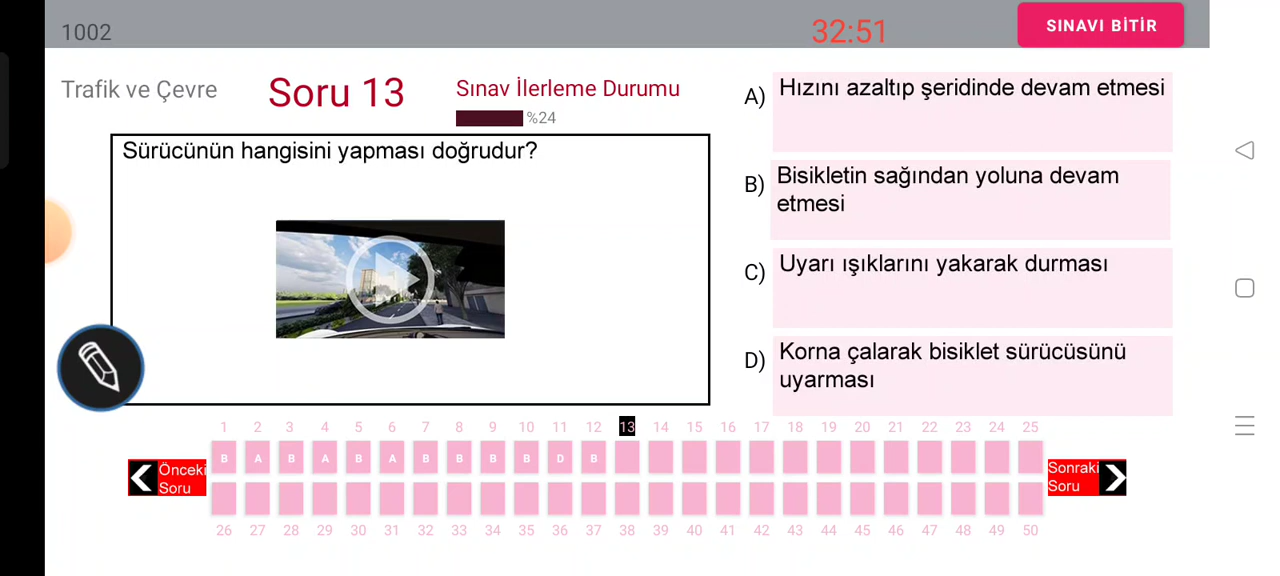 1002
32:51
SINAVI BİTİR
Trafik ve Çevre
Soru 13
Sınav İlerleme Durumu
%24
Sürücünün hangisini yapması doğrudur?
A) Hızını azaltıp şeridinde devam etmesi
B) Bisikletin sağından yoluna devam
etmesi
C) Uyarı ışıklarını yakarak durması
D) Korna çalarak bisiklet sürücüsünü
uyarması
1 2 3 4 5 6 7 8 9 10 11 12 13 14 15 16 17 18 19 20 21 22 23 24 25
B A B A B A B B B B D B
Önceki
Soru
Sonraki
Soru
26 27 28 29 30 31 32 33 34 35 36 37 38 39 40 41 42 43 44 45 46 47 48 49 50